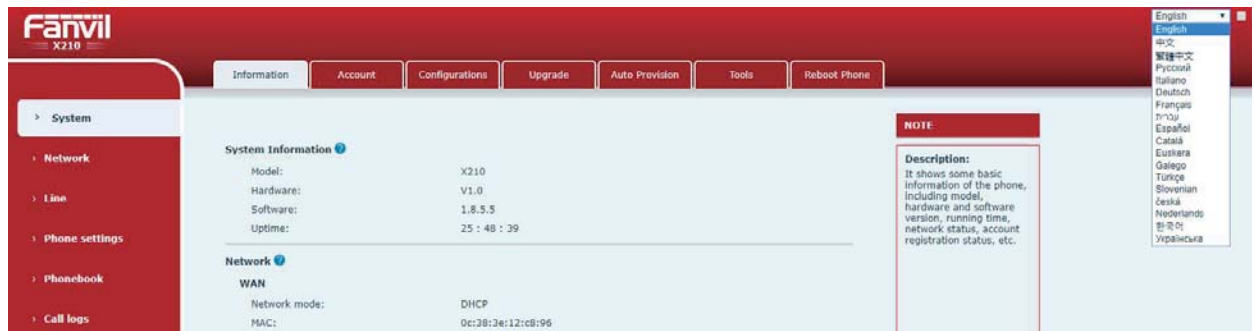 Fanvil
X210
English
English
中文
繁體中文
Русский
Italiano
Deutsch
Français
עברית
Español
Català
Euskera
Galego
Türkçe
Slovenian
česká
Nederlands
한국어
Українська
Information Account Configurations Upgrade Auto Provision Tools Reboot Phone
› System
› Network
› Line
› Phone settings
› Phonebook
› Call logs
System Information
Model: X210
Hardware: V1.0
Software: 1.8.5.5
Uptime: 25 : 48 : 39
Network
WAN
Network mode: DHCP
MAC: 0c:38:3e:12:c8:96
NOTE
Description:
It shows some basic
information of the phone,
including model,
hardware and software
version, running time,
network status, account
registration status, etc.